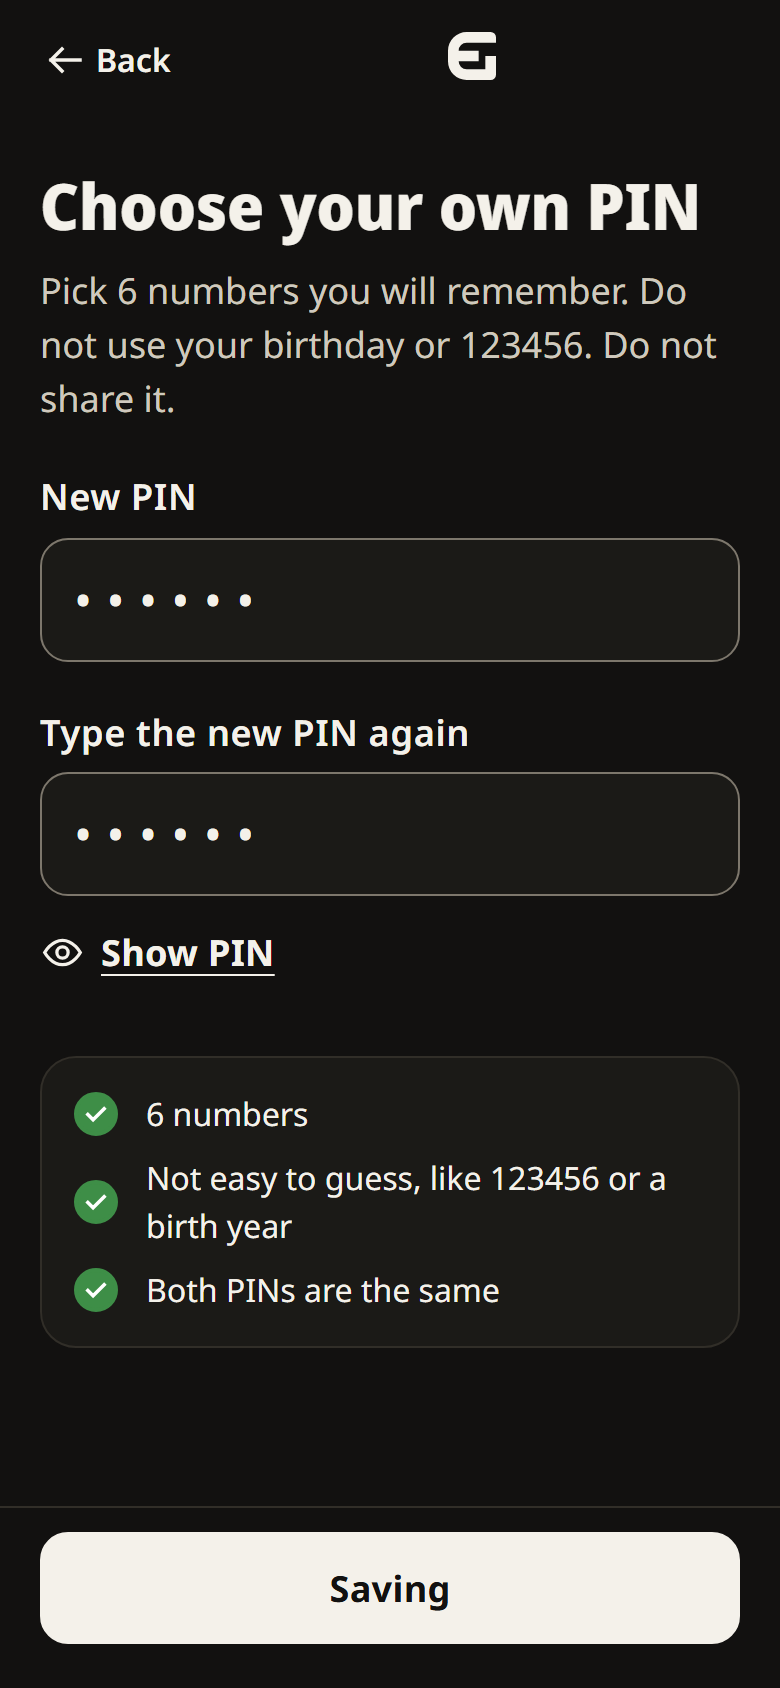 Back
Choose your own PIN
Pick 6 numbers you will remember. Do
not use your birthday or 123456. Do not
share it.
New PIN
••••••
Type the new PIN again
••••••
Show PIN
6 numbers
Not easy to guess, like 123456 or a
birth year
Both PINs are the same
Saving